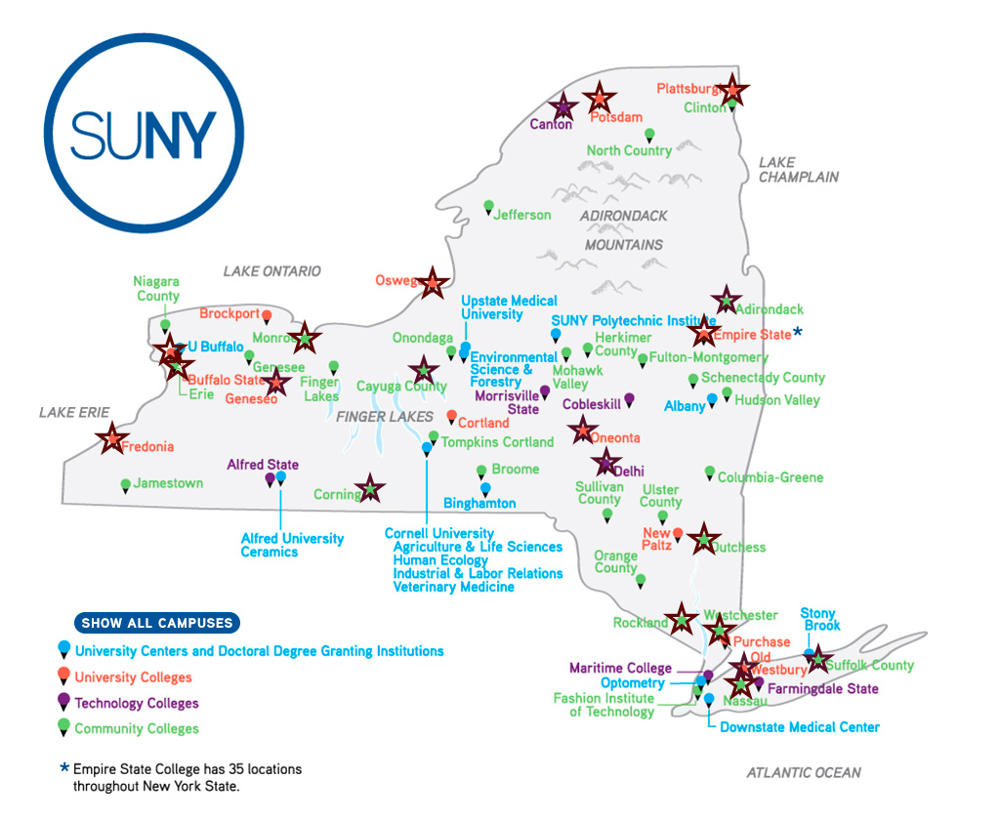 SUNY
Plattsburgh
Clinton
Canton
Potsdam
North Country
LAKE
CHAMPLAIN
Jefferson
ADIRONDACK
MOUNTAINS
LAKE ONTARIO
Oswego
Niagara
County
Brockport
Monroe
U Buffalo
Genesee
Buffalo State
Erie
Geneseo
Finger
Lakes
Onondaga
Upstate Medical
University
Environmental
Science &
Forestry
Cayuga County
SUNY Polytechnic Institute
Herkimer
County
Mohawk
Valley
Adirondack
Empire State*
Fulton-Montgomery
Schenectady County
Hudson Valley
Albany
Morrisville
State
Cobleskill
LAKE ERIE
FINGER LAKES
Cortland
Oneonta
Fredonia
Tompkins Cortland
Delhi
Jamestown
Alfred State
Corning
Broome
Binghamton
Sullivan
County
Ulster
County
Columbia-Greene
Alfred University
Ceramics
Cornell University
Agriculture & Life Sciences
Human Ecology
Industrial & Labor Relations
Veterinary Medicine
New
Paltz
Dutchess
Orange
County
Rockland
Westchester
Purchase
Stony
Brook
Old
Westbury
Suffolk County
Maritime College
Optometry
Farmingdale State
Fashion Institute
of Technology
Nassau
Downstate Medical Center
ATLANTIC OCEAN
SHOW ALL CAMPUSES
University Centers and Doctoral Degree Granting Institutions
University Colleges
Technology Colleges
Community Colleges
* Empire State College has 35 locations
throughout New York State.